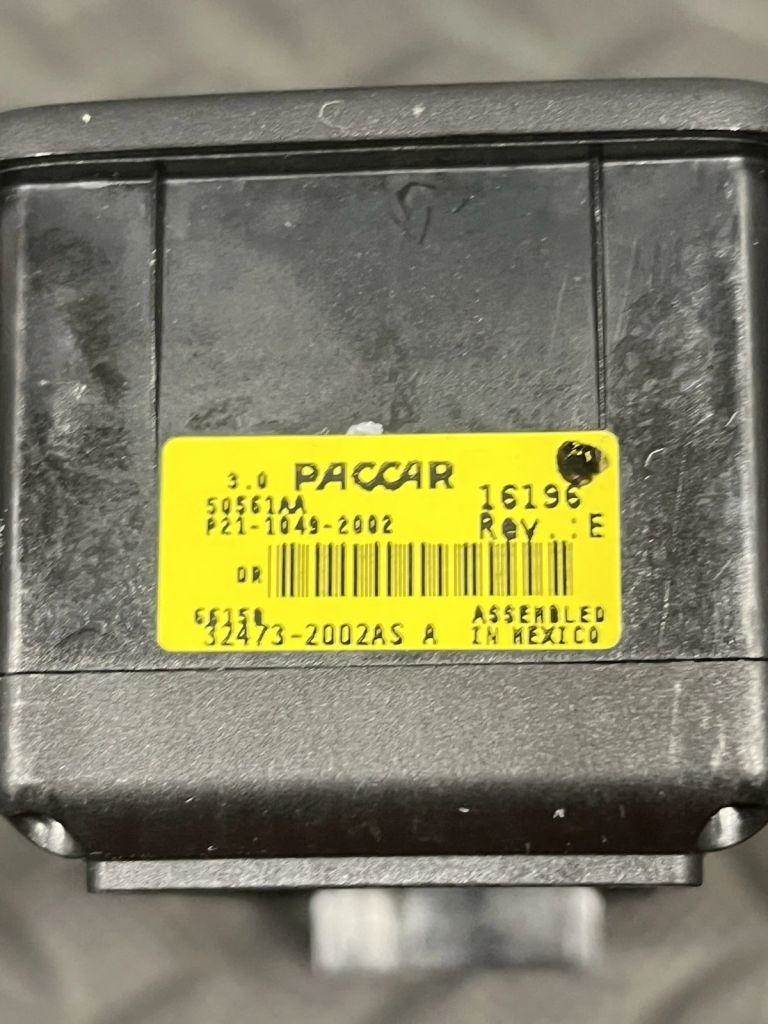 3.0 PACCAR
50561AA 16196
P21-1049-2002 Rev.:E
DR
66150 ASSEMBLED
32473-2002AS A IN MEXICO